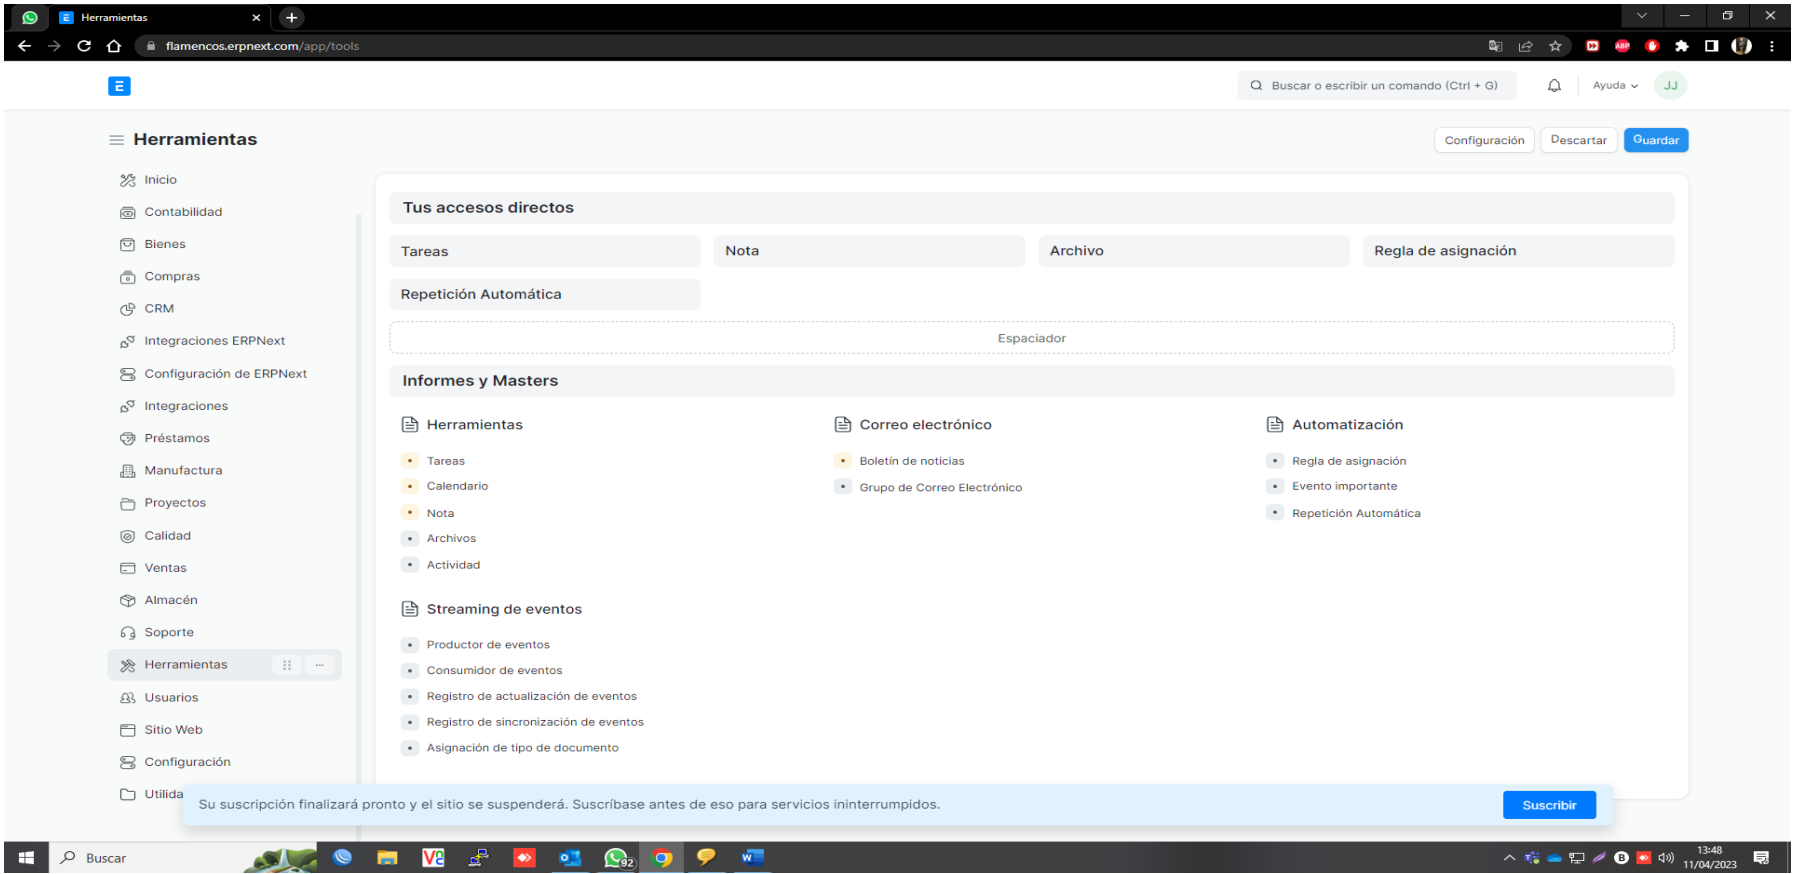 Herramientas
flamencos.erpnext.com/app/tools
ABP
E
Buscar o escribir un comando (Ctrl + G)
Ayuda
JJ
Herramientas
Configuración
Descartar
Guardar
Inicio
Contabilidad
Bienes
Compras
CRM
Integraciones ERPNext
Configuración de ERPNext
Integraciones
Préstamos
Manufactura
Proyectos
Calidad
Ventas
Almacén
Soporte
Herramientas
Usuarios
Sitio Web
Configuración
Utilida
Tus accesos directos
Tareas
Nota
Archivo
Regla de asignación
Repetición Automática
Espaciador
Informes y Masters
Herramientas
Tareas
Calendario
Nota
Archivos
Actividad
Correo electrónico
Boletín de noticias
Grupo de Correo Electrónico
Automatización
Regla de asignación
Evento importante
Repetición Automática
Streaming de eventos
Productor de eventos
Consumidor de eventos
Registro de actualización de eventos
Registro de sincronización de eventos
Asignación de tipo de documento
Su suscripción finalizará pronto y el sitio se suspenderá. Suscríbase antes de eso para servicios ininterrumpidos.
Suscribir
Buscar
92
13:48
11/04/2023